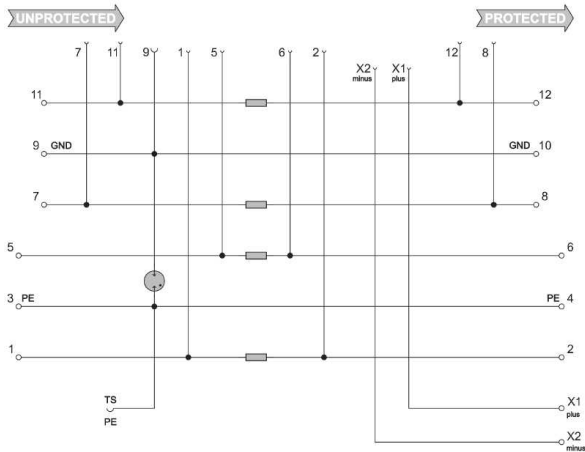 UNPROTECTED PROTECTED
7 11 9 1 5 6 2 X2 minus X1 plus 12 8
11 12
9 GND GND 10
7 8
5 6
3 PE PE 4
1 2
TS
PE
X1
plus
X2
minus